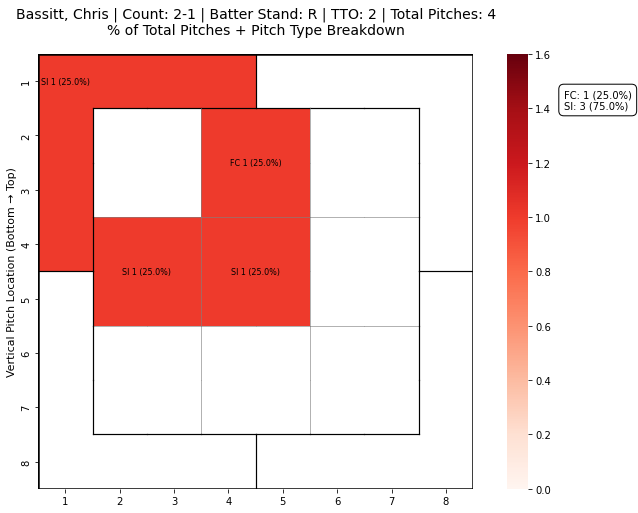 Bassitt, Chris | Count: 2-1 | Batter Stand: R | TTO: 2 | Total Pitches: 4
% of Total Pitches + Pitch Type Breakdown
SI 1 (25.0%)
FC 1 (25.0%)
SI 1 (25.0%)
SI 1 (25.0%)
Vertical Pitch Location (Bottom → Top)
1
2
3
4
5
6
7
8
1 2 3 4 5 6 7 8
1.6
1.4
1.2
1.0
0.8
0.6
0.4
0.2
0.0
FC: 1 (25.0%)
SI: 3 (75.0%)